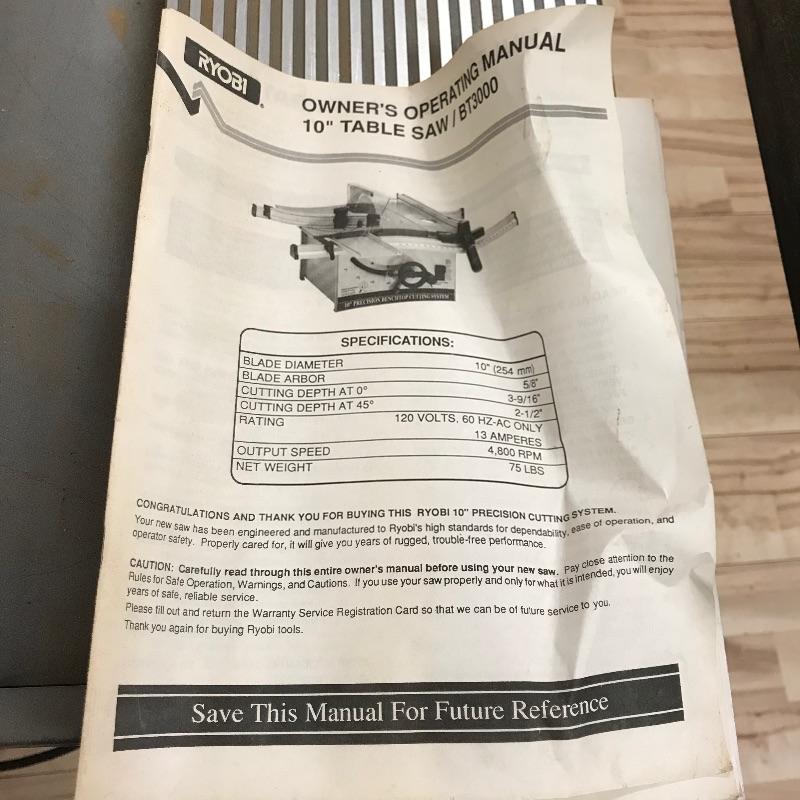 RYOBI
OWNER'S OPERATING MANUAL
10" TABLE SAW / BT3000
10" PRECISION BENCHTOP CUTTING SYSTEM
SPECIFICATIONS:
BLADE DIAMETER 10" (254 mm)
BLADE ARBOR 5/8"
CUTTING DEPTH AT 0° 3-9/16"
CUTTING DEPTH AT 45° 2-1/2"
RATING 120 VOLTS, 60 HZ-AC ONLY
13 AMPERES
OUTPUT SPEED 4,800 RPM
NET WEIGHT 75 LBS
CONGRATULATIONS AND THANK YOU FOR BUYING THIS RYOBI 10" PRECISION CUTTING SYSTEM.
Your new saw has been engineered and manufactured to Ryobi's high standards for dependability, ease of operation, and
operator safety. Properly cared for, it will give you years of rugged, trouble-free performance.
CAUTION: Carefully read through this entire owner's manual before using your new saw. Pay close attention to the
Rules for Safe Operation, Warnings, and Cautions. If you use your saw properly and only for what it is intended, you will enjoy
years of safe, reliable service.
Please fill out and return the Warranty Service Registration Card so that we can be of future service to you.
Thank you again for buying Ryobi tools.
Save This Manual For Future Reference